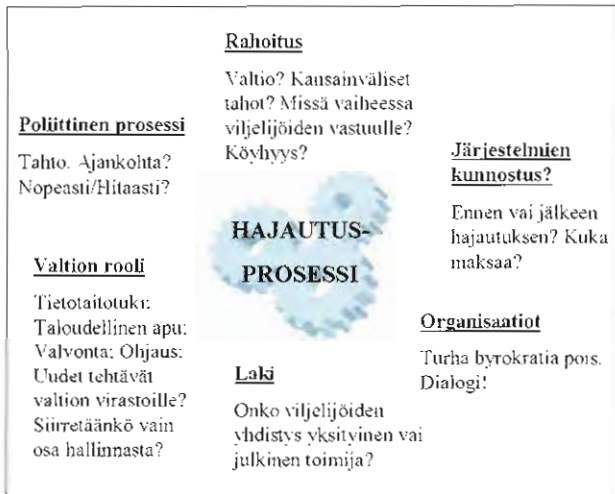 Rahoitus
Valtio? Kansainväliset
tahot? Missä vaiheessa
viljelijöiden vastuulle?
Köyhyys?
Poliittinen prosessi
Tahto. Ajankohta?
Nopeasti/Hitaasti?
Järjestelmien
kunnostus?
Ennen vai jälkeen
hajautuksen? Kuka
maksaa?
HAJAUTUS-
PROSESSI
Valtion rooli
Tietotaitotuki;
Taloudellinen apu;
Valvonta; Ohjaus;
Uudet tehtävät
valtion virastoille?
Siirretäänkö vain
osa hallinnasta?
Organisaatiot
Turha byrokratia pois.
Dialogi!
Laki
Onko viljelijöiden
yhdistys yksityinen vai
julkinen toimija?